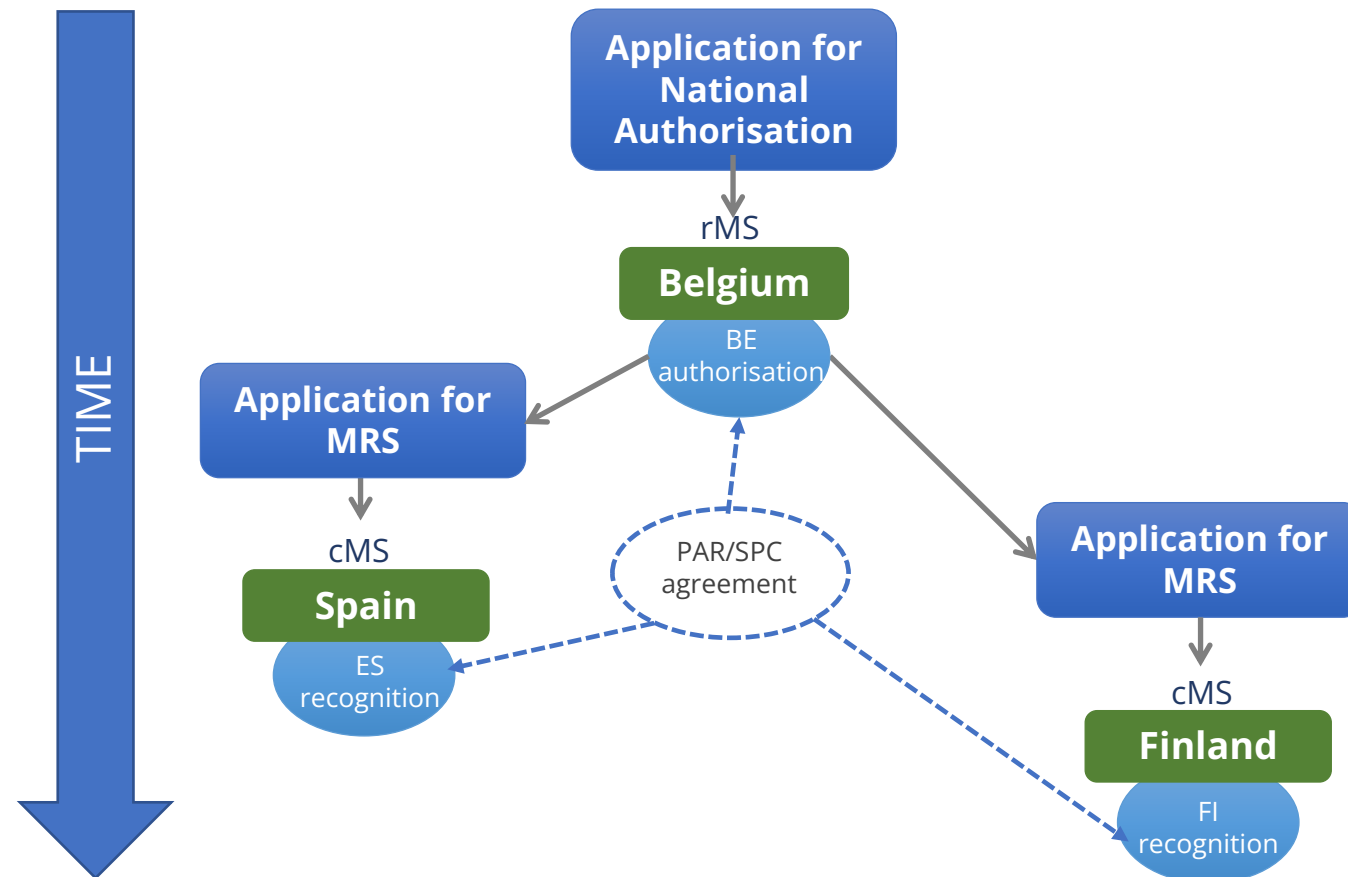 Application for
National
Authorisation
rMS
Belgium
BE
authorisation
TIME
Application for
MRS
cMS
Spain
ES
recognition
PAR/SPC
agreement
Application for
MRS
cMS
Finland
FI
recognition